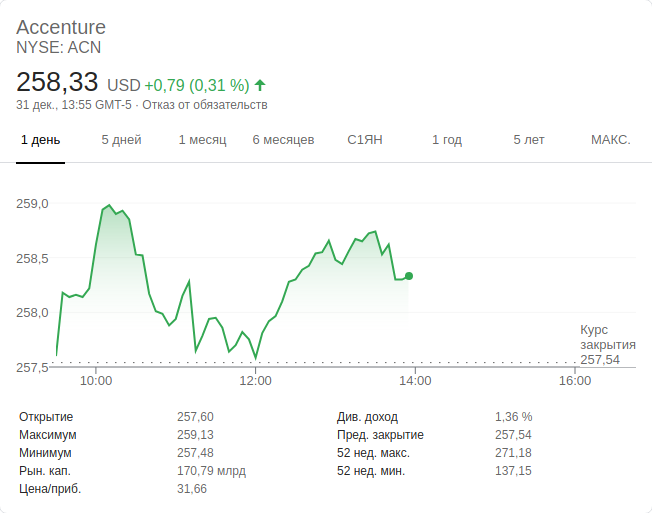 Accenture
NYSE: ACN
258,33 USD +0,79 (0,31 %)
31 дек., 13:55 GMT-5 · Отказ от обязательств
1 день 5 дней 1 месяц 6 месяцев С1ЯН 1 год 5 лет МАКС.
259,0
258,5
258,0
Курс
закрытия
257,54
257,5
10:00 12:00 14:00 16:00
Открытие 257,60 Див. доход 1,36 %
Максимум 259,13 Пред. закрытие 257,54
Минимум 257,48 52 нед. макс. 271,18
Рын. кап. 170,79 млрд 52 нед. мин. 137,15
Цена/приб. 31,66